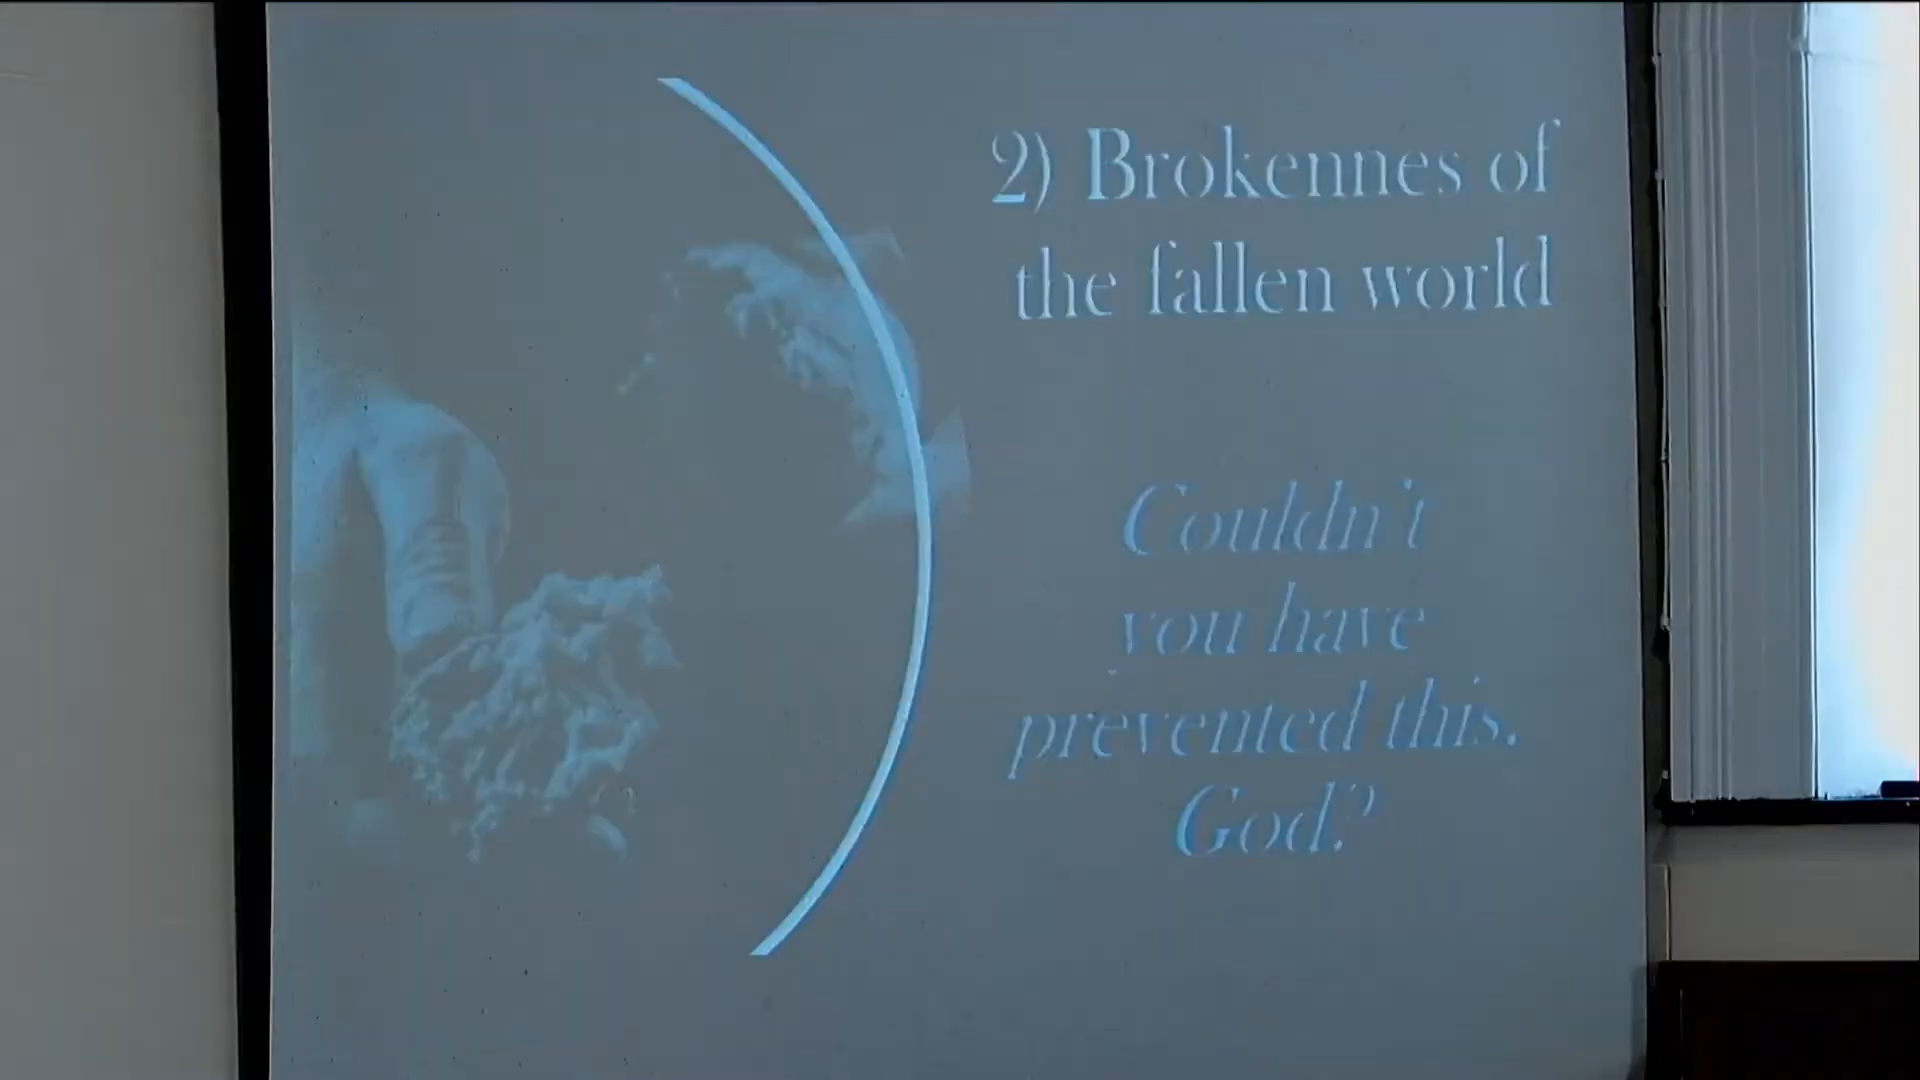 2) Brokennes of
the fallen world
Couldn't
you have
prevented this,
God?